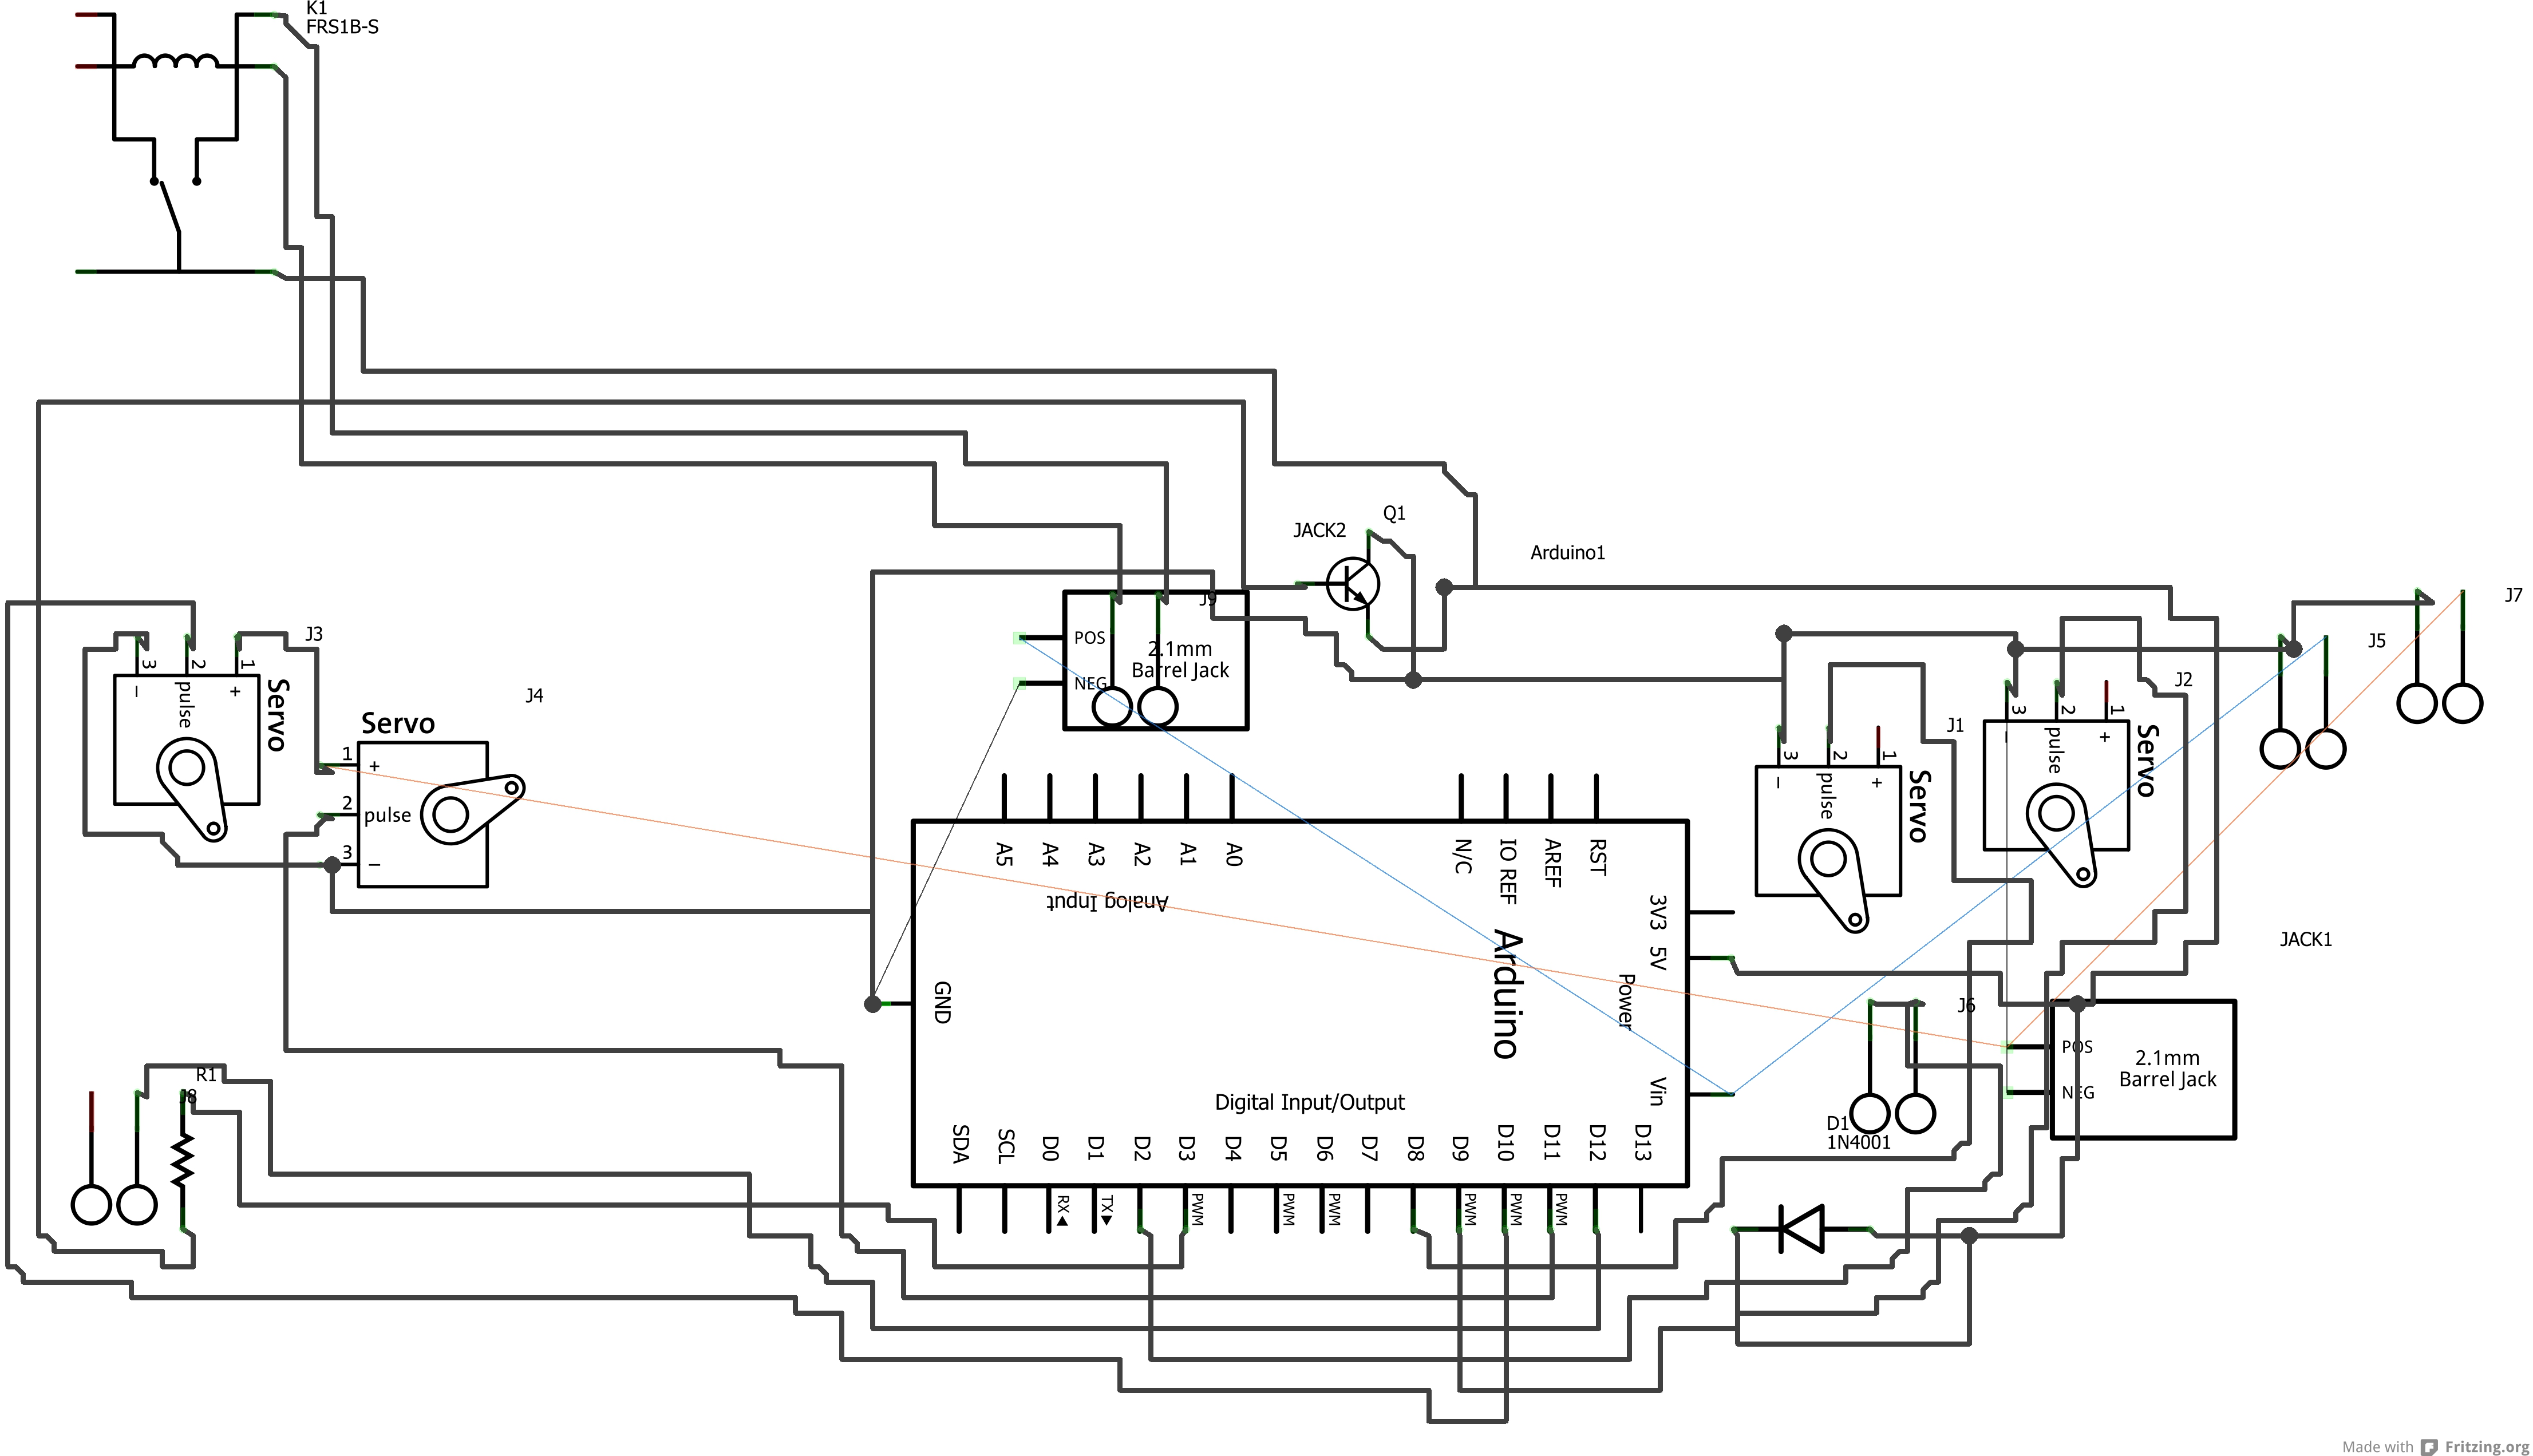 K1
FRS1B-S
Q1
JACK2
Arduino1
J9
POS
NEG
2.1mm
Barrel Jack
J7
J5
J3
3
2
1
−
pulse
+
Servo
J4
Servo
1
+
2
pulse
3
−
J2
3
2
1
−
pulse
+
Servo
J1
3
2
1
−
pulse
+
Servo
A5
A4
A3
A2
A1
A0
Analog Input
N/C
IO REF
AREF
RST
3V3
5V
Power
Vin
GND
Arduino
Digital Input/Output
SDA
SCL
D0
D1
D2
D3
D4
D5
D6
D7
D8
D9
D10
D11
D12
D13
RX
TX
PWM
PWM
PWM
PWM
PWM
PWM
JACK1
J6
POS
NEG
2.1mm
Barrel Jack
D1
1N4001
R1
J8
Made with Fritzing.org